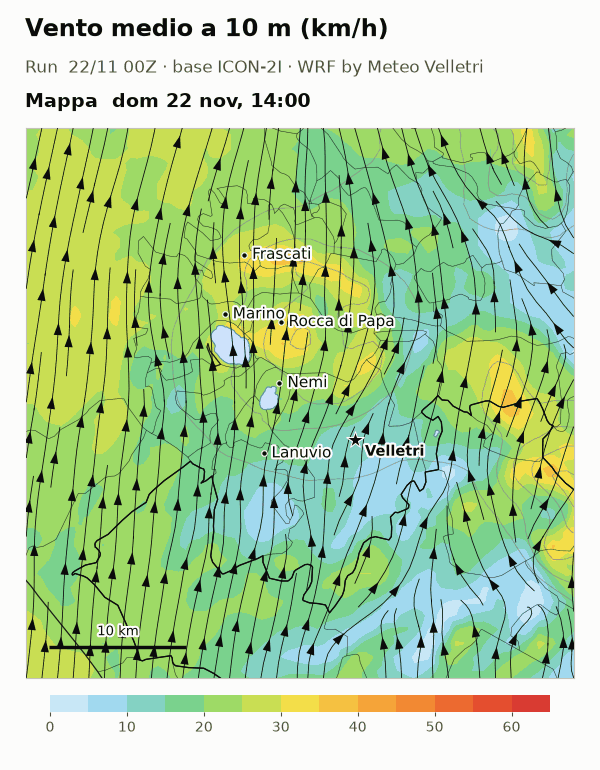 Vento medio a 10 m (km/h)
Run  22/11 00Z · base ICON-2I · WRF by Meteo Velletri
Mappa  dom 22 nov, 14:00
Frascati
Marino
Rocca di Papa
Nemi
Velletri
Lanuvio
10 km
0 10 20 30 40 50 60